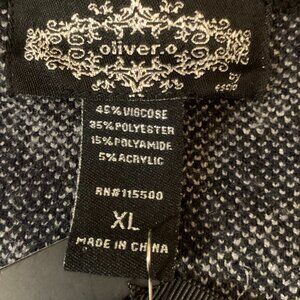 oliver.o
45% VISCOSE
35% POLYESTER
15% POLYAMIDE
5% ACRYLIC
RN#115500
XL
MADE IN CHINA